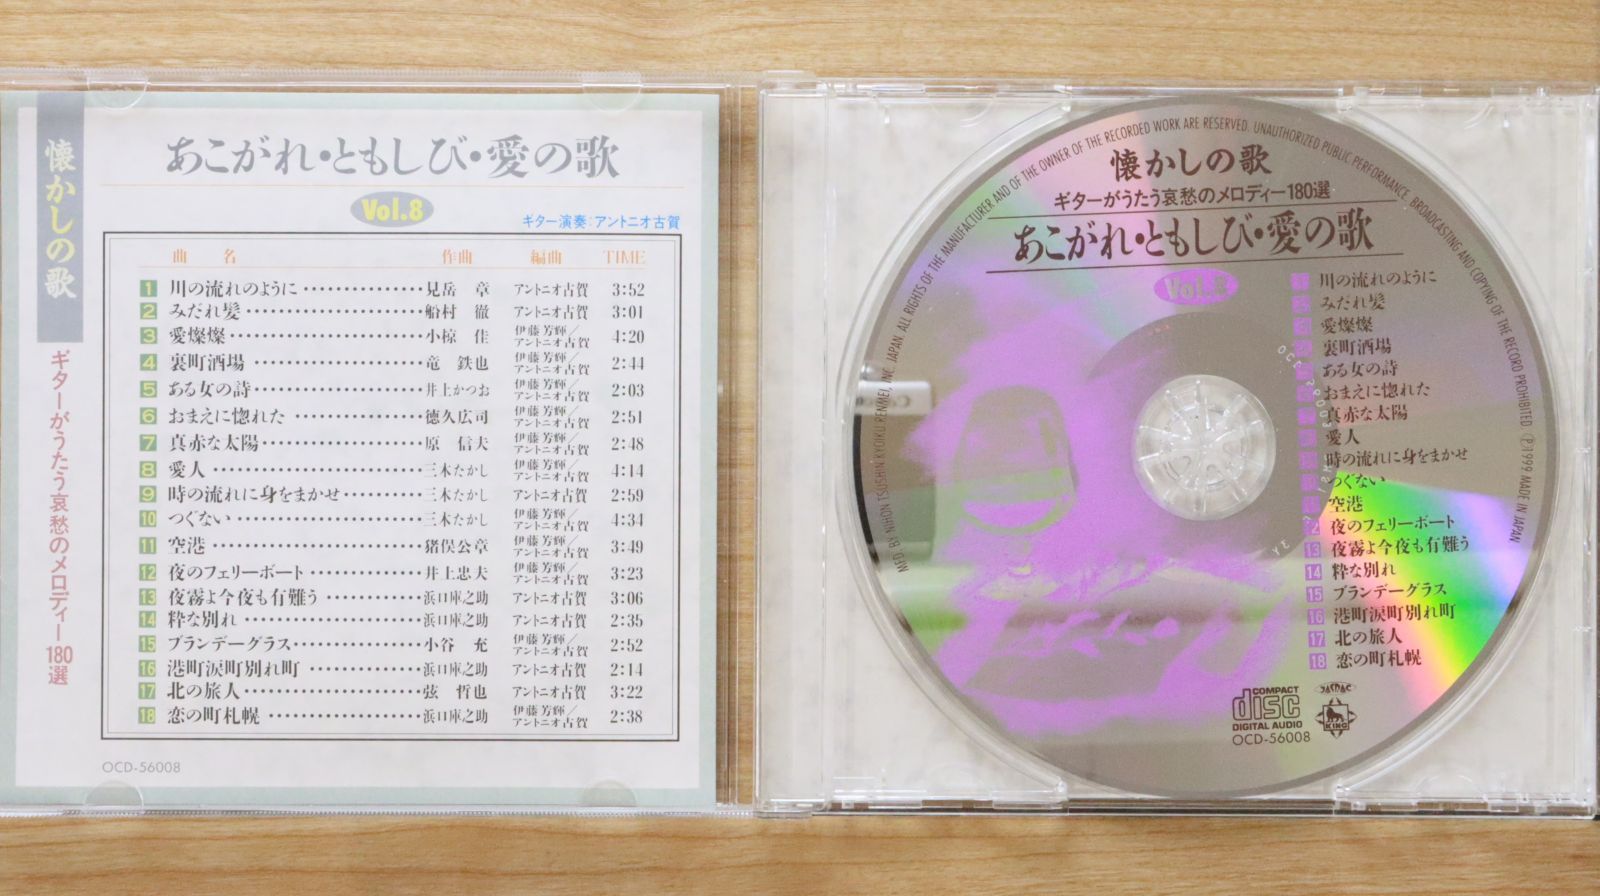 懐かしの歌
ギターがうたう哀愁のメロディー180選
あこがれ・ともしび・愛の歌
Vol.8
ギター演奏:アントニオ古賀
曲 名 作曲 編曲 TIME
1 川の流れのように 見岳 章 アントニオ古賀 3:52
2 みだれ髪 船村 徹 アントニオ古賀 3:01
3 愛燦燦 小椋 佳 伊藤芳輝/アントニオ古賀 4:20
4 裏町酒場 竜 鉄也 伊藤芳輝/アントニオ古賀 2:44
5 ある女の詩 井上かつお 伊藤芳輝/アントニオ古賀 2:03
6 おまえに惚れた 徳久広司 伊藤芳輝/アントニオ古賀 2:51
7 真赤な太陽 原 信夫 伊藤芳輝/アントニオ古賀 2:48
8 愛人 三木たかし 伊藤芳輝/アントニオ古賀 4:14
9 時の流れに身をまかせ 三木たかし アントニオ古賀 2:59
10 つぐない 三木たかし 伊藤芳輝/アントニオ古賀 4:34
11 空港 猪俣公章 伊藤芳輝/アントニオ古賀 3:49
12 夜のフェリーボート 井上忠夫 伊藤芳輝/アントニオ古賀 3:23
13 夜霧よ今夜も有難う 浜口庫之助 アントニオ古賀 3:06
14 粋な別れ 浜口庫之助 アントニオ古賀 2:35
15 ブランデーグラス 小谷 充 伊藤芳輝/アントニオ古賀 2:52
16 港町涙町別れ町 浜口庫之助 アントニオ古賀 2:14
17 北の旅人 弦 哲也 アントニオ古賀 3:22
18 恋の町札幌 浜口庫之助 伊藤芳輝/アントニオ古賀 2:38
OCD-56008
MFD BY NIHON TSUSHIN KYOIKU RENMEI, INC. JAPAN. ALL RIGHTS OF THE MANUFACTURER AND OF THE OWNER OF THE RECORDED WORK ARE RESERVED. UNAUTHORIZED PUBLIC PERFORMANCE. BROADCASTING AND COPYING OF THE RECORD PROHIBITED Ⓟ1999 MADE IN JAPAN
懐かしの歌
ギターがうたう哀愁のメロディー180選
あこがれ・ともしび・愛の歌
Vol.8
川の流れのように
みだれ髪
愛燦燦
裏町酒場
ある女の詩
おまえに惚れた
真赤な太陽
愛人
時の流れに身をまかせ
つぐない
空港
夜のフェリーボート
13 夜霧よ今夜も有難う
14 粋な別れ
15 ブランデーグラス
16 港町涙町別れ町
17 北の旅人
18 恋の町札幌
COMPACT
disc
DIGITAL AUDIO
OCD-56008
JASRAC
KING